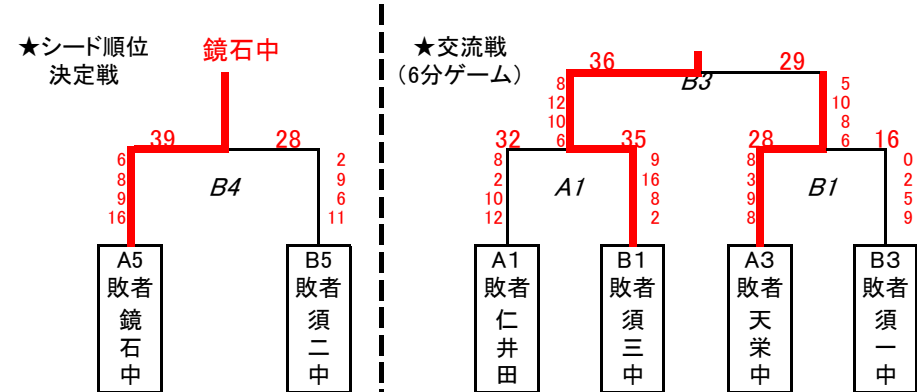 ★シード順位
決定戦
鏡石中
39
28
6
8
9
16
2
9
6
11
B4
A5
敗者
鏡石中
B5
敗者
須二中
★交流戦
(6分ゲーム)
36
29
B3
8
12
10
6
5
10
8
6
32
35
28
16
8
2
10
12
9
16
8
2
8
3
9
8
0
2
5
9
A1
B1
A1
敗者
仁井田
B1
敗者
須三中
A3
敗者
天栄中
B3
敗者
須一中